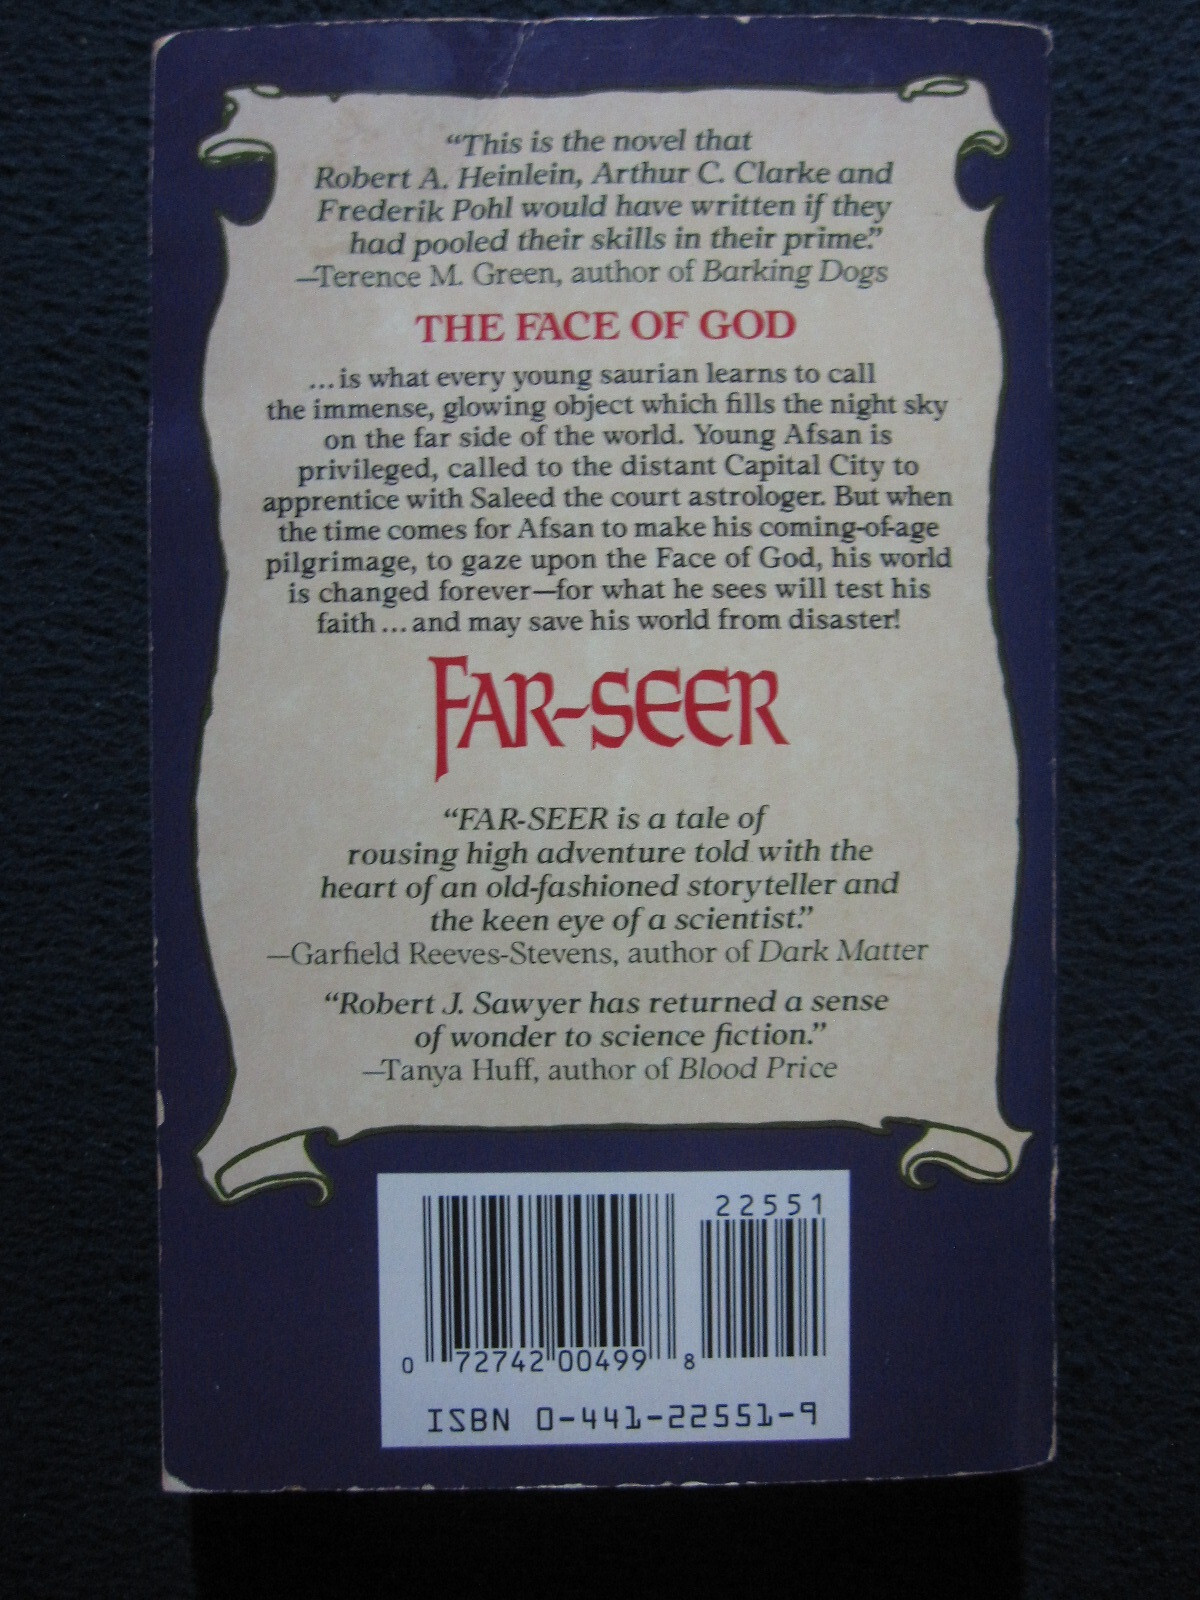 “This is the novel that
Robert A. Heinlein, Arthur C. Clarke and
Frederik Pohl would have written if they
had pooled their skills in their prime.”
—Terence M. Green, author of Barking Dogs
THE FACE OF GOD
...is what every young saurian learns to call
the immense, glowing object which fills the night sky
on the far side of the world. Young Afsan is
privileged, called to the distant Capital City to
apprentice with Saleed the court astrologer. But when
the time comes for Afsan to make his coming-of-age
pilgrimage, to gaze upon the Face of God, his world
is changed forever—for what he sees will test his
faith...and may save his world from disaster!
FAR-SEER
“FAR-SEER is a tale of
rousing high adventure told with the
heart of an old-fashioned storyteller and
the keen eye of a scientist.”
—Garfield Reeves-Stevens, author of Dark Matter
“Robert J. Sawyer has returned a sense
of wonder to science fiction.”
—Tanya Huff, author of Blood Price
22551
0 72742 00499 8
ISBN 0-441-22551-9